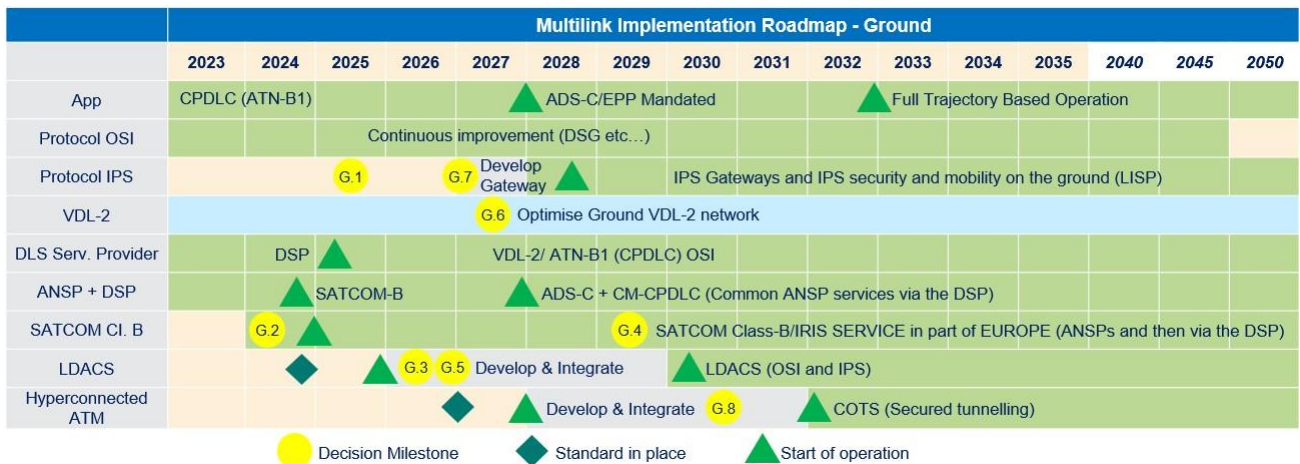 Multilink Implementation Roadmap - Ground
2023 2024 2025 2026 2027 2028 2029 2030 2031 2032 2033 2034 2035 2040 2045 2050
App CPDLC (ATN-B1) ADS-C/EPP Mandated Full Trajectory Based Operation
Protocol OSI Continuous improvement (DSG etc...)
Protocol IPS G.1 G.7 Develop Gateway IPS Gateways and IPS security and mobility on the ground (LISP)
VDL-2 G.6 Optimise Ground VDL-2 network
DLS Serv. Provider DSP VDL-2/ ATN-B1 (CPDLC) OSI
ANSP + DSP SATCOM-B ADS-C + CM-CPDLC (Common ANSP services via the DSP)
SATCOM Cl. B G.2 G.4 SATCOM Class-B/IRIS SERVICE in part of EUROPE (ANSPs and then via the DSP)
LDACS G.3 G.5 Develop & Integrate LDACS (OSI and IPS)
Hyperconnected ATM Develop & Integrate G.8 COTS (Secured tunnelling)
Decision Milestone Standard in place Start of operation